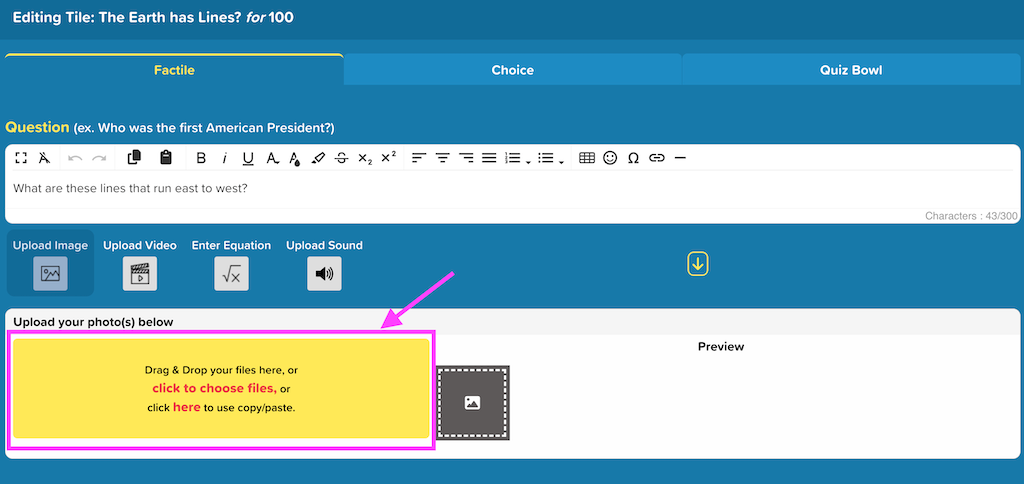 Editing Tile: The Earth has Lines? for 100
Factile
Choice
Quiz Bowl
Question (ex. Who was the first American President?)
What are these lines that run east to west?
Characters : 43/300
Upload Image
Upload Video
Enter Equation
Upload Sound
Upload your photo(s) below
Preview
Drag & Drop your files here, or
click to choose files, or
click here to use copy/paste.